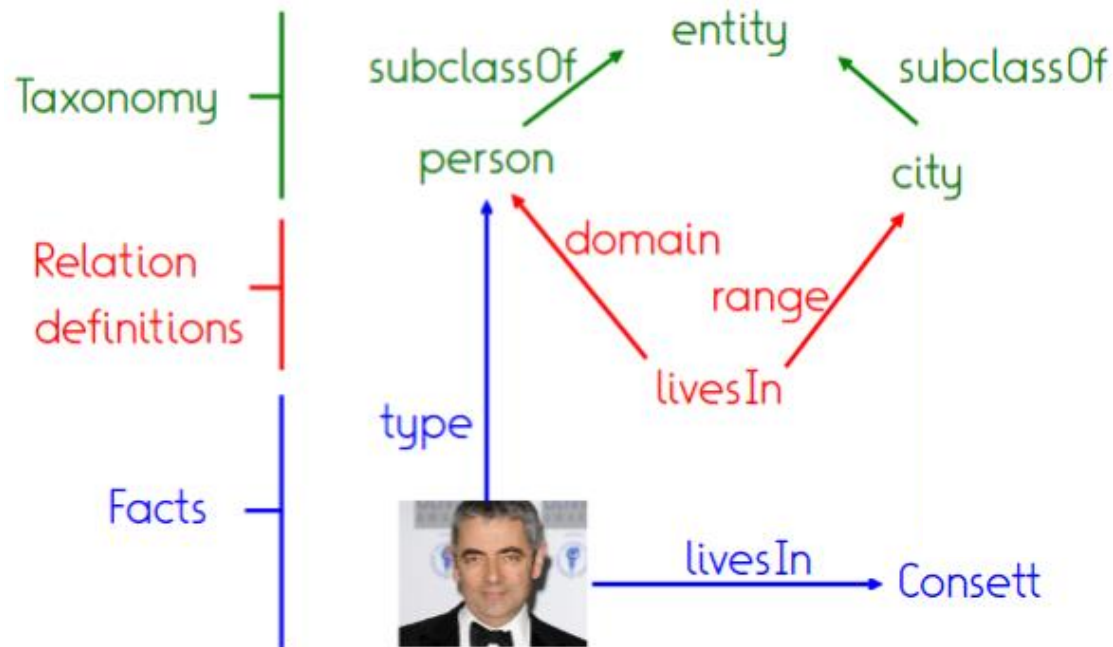 entity
subclassOf
subclassOf
Taxonomy
person
city
domain
Relation
definitions
range
livesIn
type
Facts
livesIn
Consett